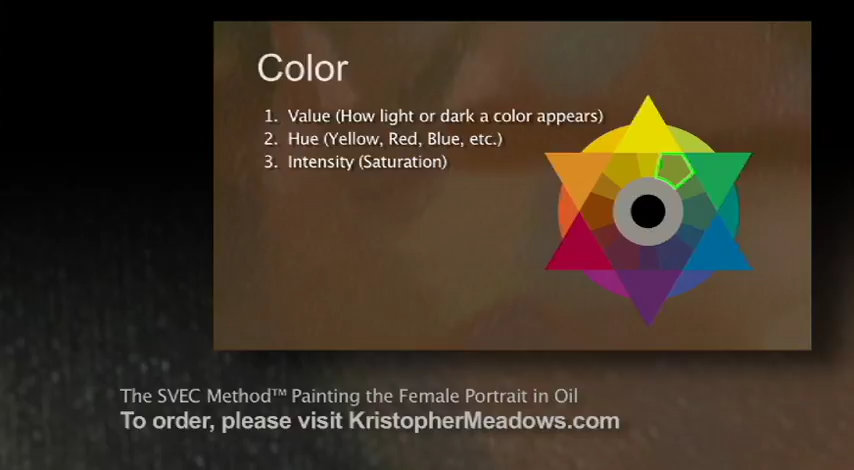 Color
1. Value (How light or dark a color appears)
2. Hue (Yellow, Red, Blue, etc.)
3. Intensity (Saturation)
The SVEC Method™ Painting the Female Portrait in Oil
To order, please visit KristopherMeadows.com